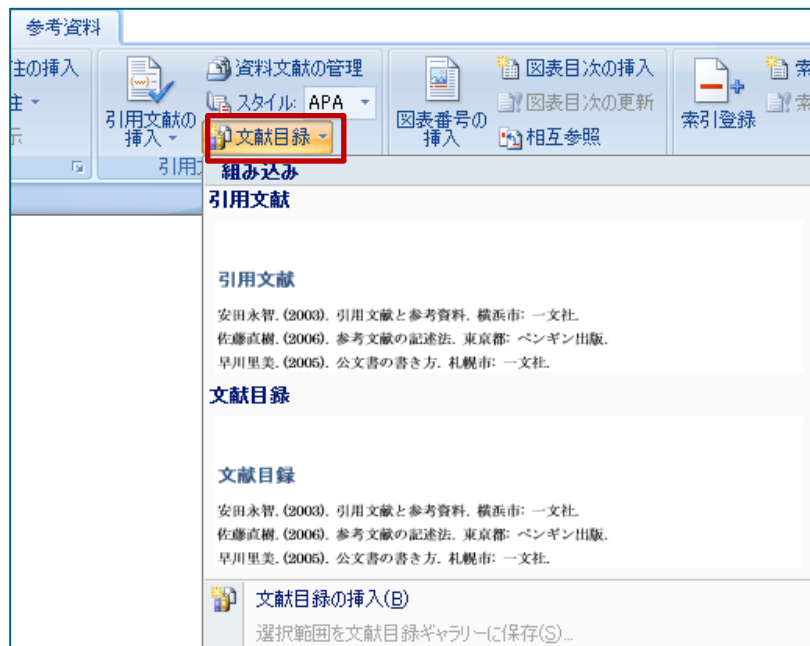 参考資料
主の挿入
資料文献の管理
図表目次の挿入
索
主
スタイル: APA
図表目次の更新
索
引用文献の挿入
図表番号の挿入
索引登録
示
文献目録
相互参照
引用
組み込み
引用文献
引用文献
安田永智. (2003). 引用文献と参考資料. 横浜市: 一文社.
佐藤直樹. (2006). 参考文献の記述法. 東京都: ペンギン出版.
早川里美. (2005). 公文書の書き方. 札幌市: 一文社.
文献目録
文献目録
安田永智. (2003). 引用文献と参考資料. 横浜市: 一文社.
佐藤直樹. (2006). 参考文献の記述法. 東京都: ペンギン出版.
早川里美. (2005). 公文書の書き方. 札幌市: 一文社.
文献目録の挿入(B)
選択範囲を文献目録ギャラリーに保存(S)...